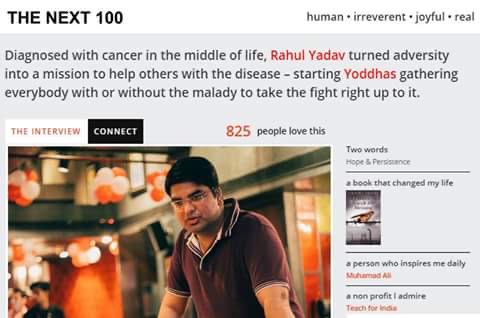 THE NEXT 100
human • irreverent • joyful • real
Diagnosed with cancer in the middle of life, Rahul Yadav turned adversity
into a mission to help others with the disease – starting Yoddhas gathering
everybody with or without the malady to take the fight right up to it.
THE INTERVIEW
CONNECT
825 people love this
Two words
Hope & Persistence
a book that changed my life
a person who inspires me daily
Muhamad Ali
a non profit I admire
Teach for India